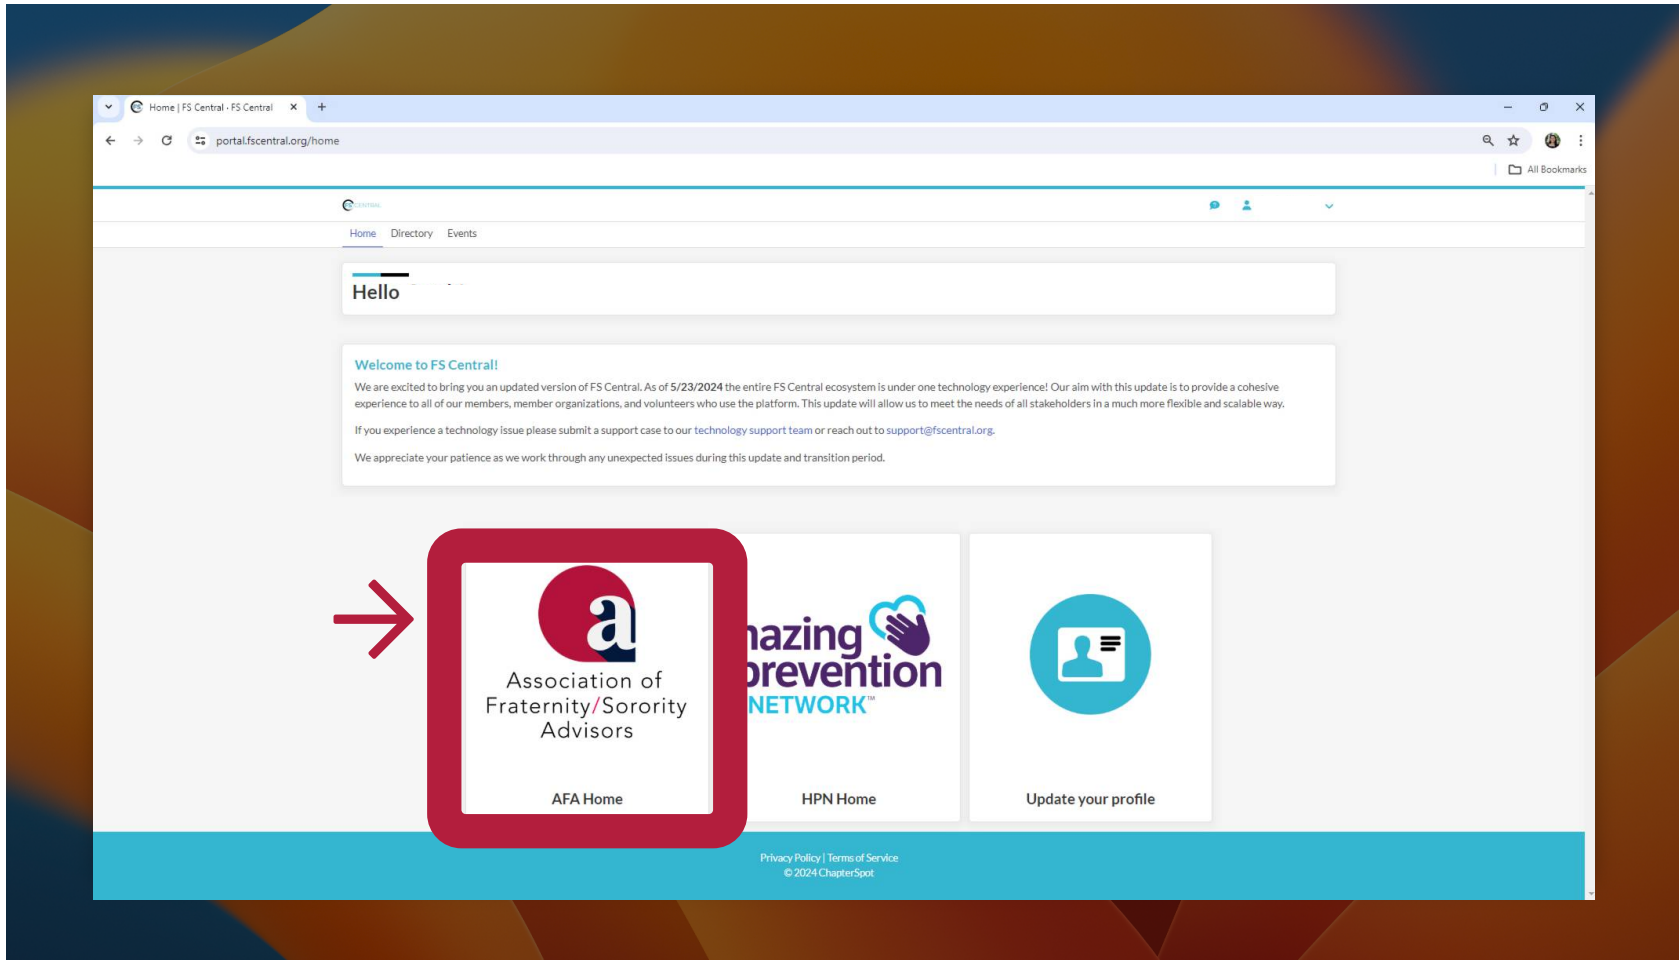 Home | FS Central · FS Central
portal.fscentral.org/home
All Bookmarks
FS CENTRAL
Home Directory Events
Hello
Welcome to FS Central!
We are excited to bring you an updated version of FS Central. As of 5/23/2024 the entire FS Central ecosystem is under one technology experience! Our aim with this update is to provide a cohesive
experience to all of our members, member organizations, and volunteers who use the platform. This update will allow us to meet the needs of all stakeholders in a much more flexible and scalable way.
If you experience a technology issue please submit a support case to our technology support team or reach out to support@fscentral.org.
We appreciate your patience as we work through any unexpected issues during this update and transition period.
a
Association of
Fraternity/Sorority
Advisors
AFA Home
hazing
prevention
NETWORK™
HPN Home
Update your profile
Privacy Policy | Terms of Service
© 2024 ChapterSpot